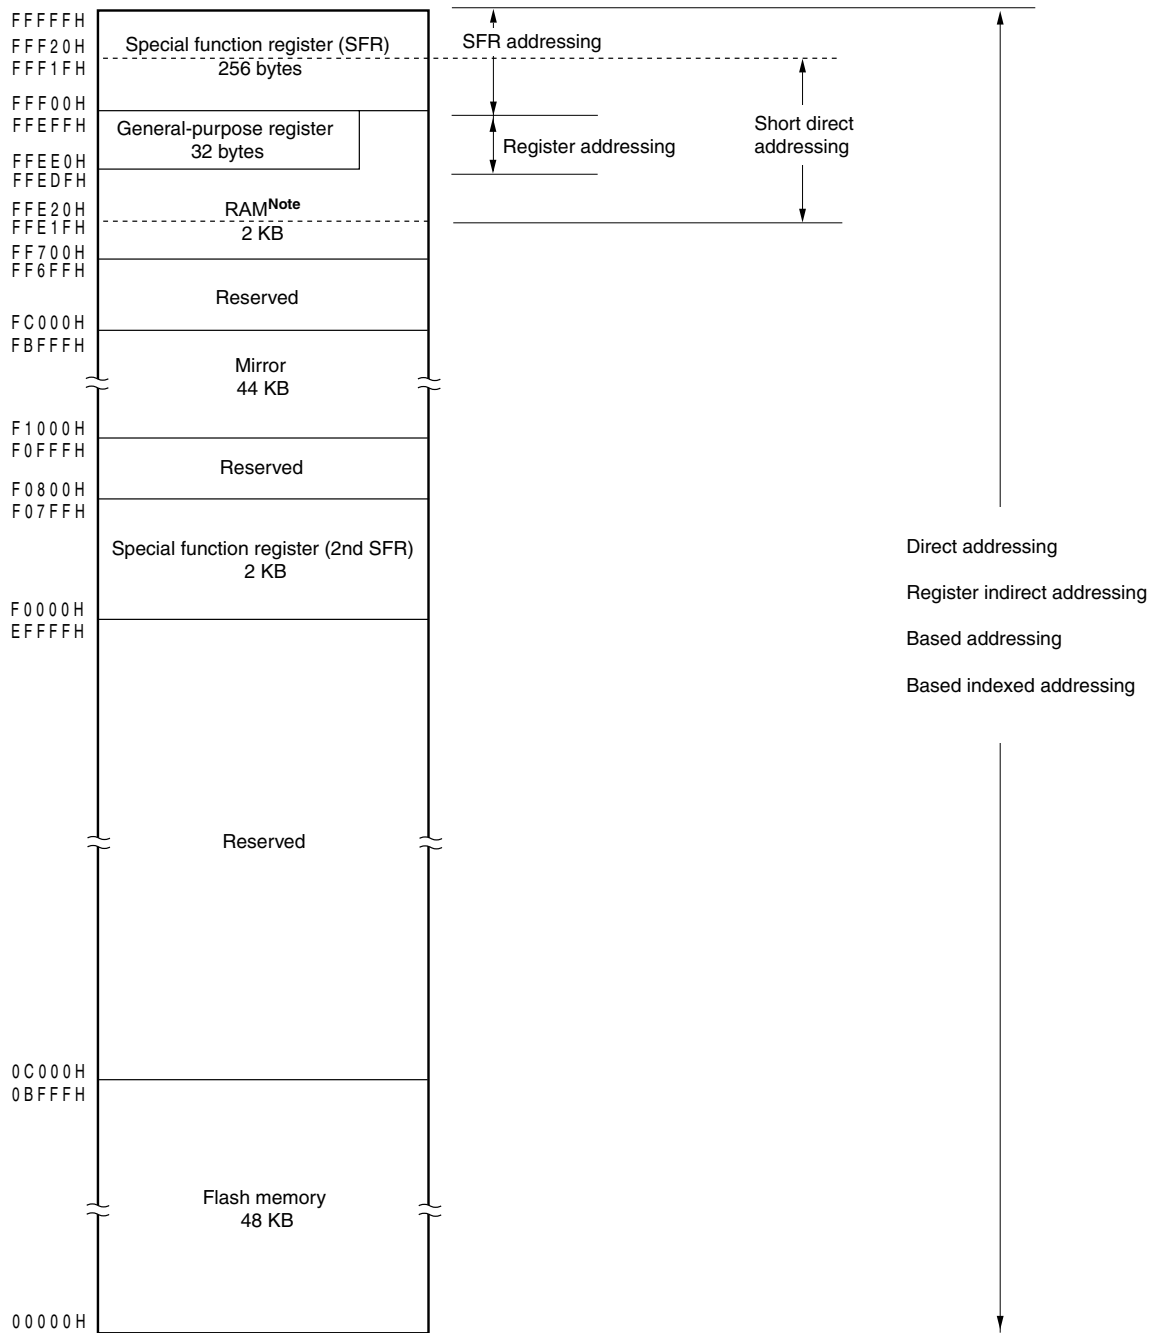 FFFFFH
FFF20H
FFF1FH
Special function register (SFR)
256 bytes
SFR addressing
FFF00H
FFEFFH
General-purpose register
32 bytes
Register addressing
Short direct
addressing
FFEE0H
FFEDFH
FFE20H
FFE1FH
RAMNote
2 KB
FF700H
FF6FFH
Reserved
FC000H
FBFFFH
Mirror
44 KB
F1000H
F0FFFH
Reserved
F0800H
F07FFH
Special function register (2nd SFR)
2 KB
F0000H
EFFFFH
Direct addressing
Register indirect addressing
Based addressing
Based indexed addressing
Reserved
0C000H
0BFFFH
Flash memory
48 KB
00000H